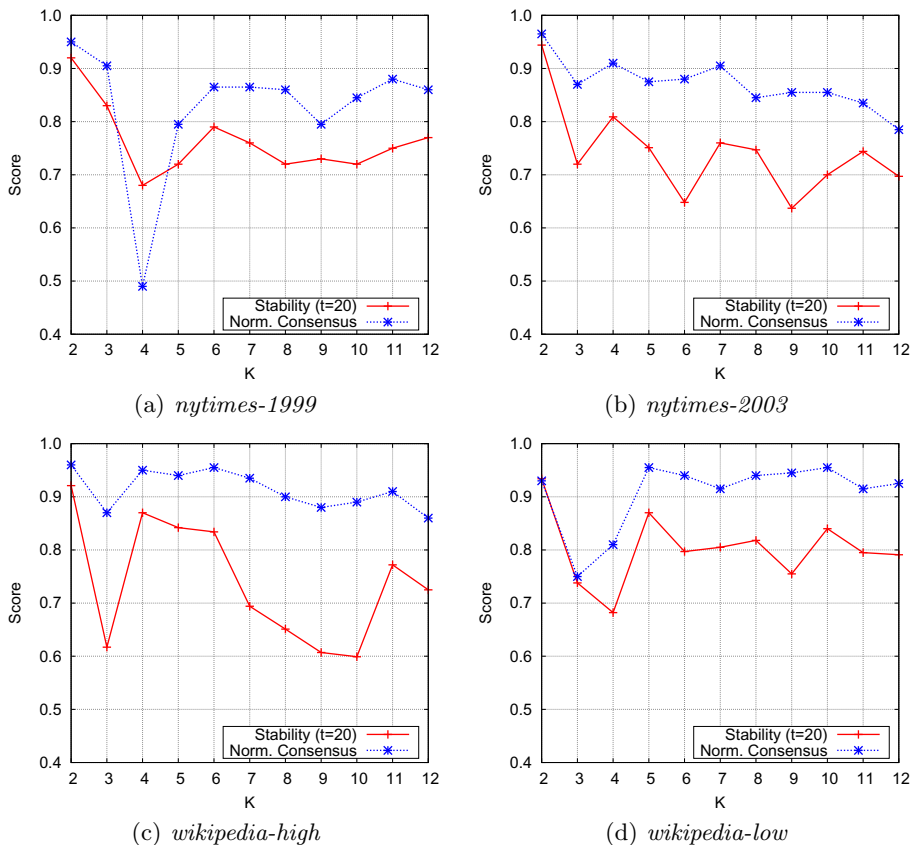 1.0
0.9
0.8
0.7
0.6
0.5
0.4
Score
Stability (t=20)
Norm. Consensus
2 3 4 5 6 7 8 9 10 11 12
K
(a) nytimes-1999
1.0
0.9
0.8
0.7
0.6
0.5
0.4
Score
Stability (t=20)
Norm. Consensus
2 3 4 5 6 7 8 9 10 11 12
K
(b) nytimes-2003
1.0
0.9
0.8
0.7
0.6
0.5
0.4
Score
Stability (t=20)
Norm. Consensus
2 3 4 5 6 7 8 9 10 11 12
K
(c) wikipedia-high
1.0
0.9
0.8
0.7
0.6
0.5
0.4
Score
Stability (t=20)
Norm. Consensus
2 3 4 5 6 7 8 9 10 11 12
K
(d) wikipedia-low